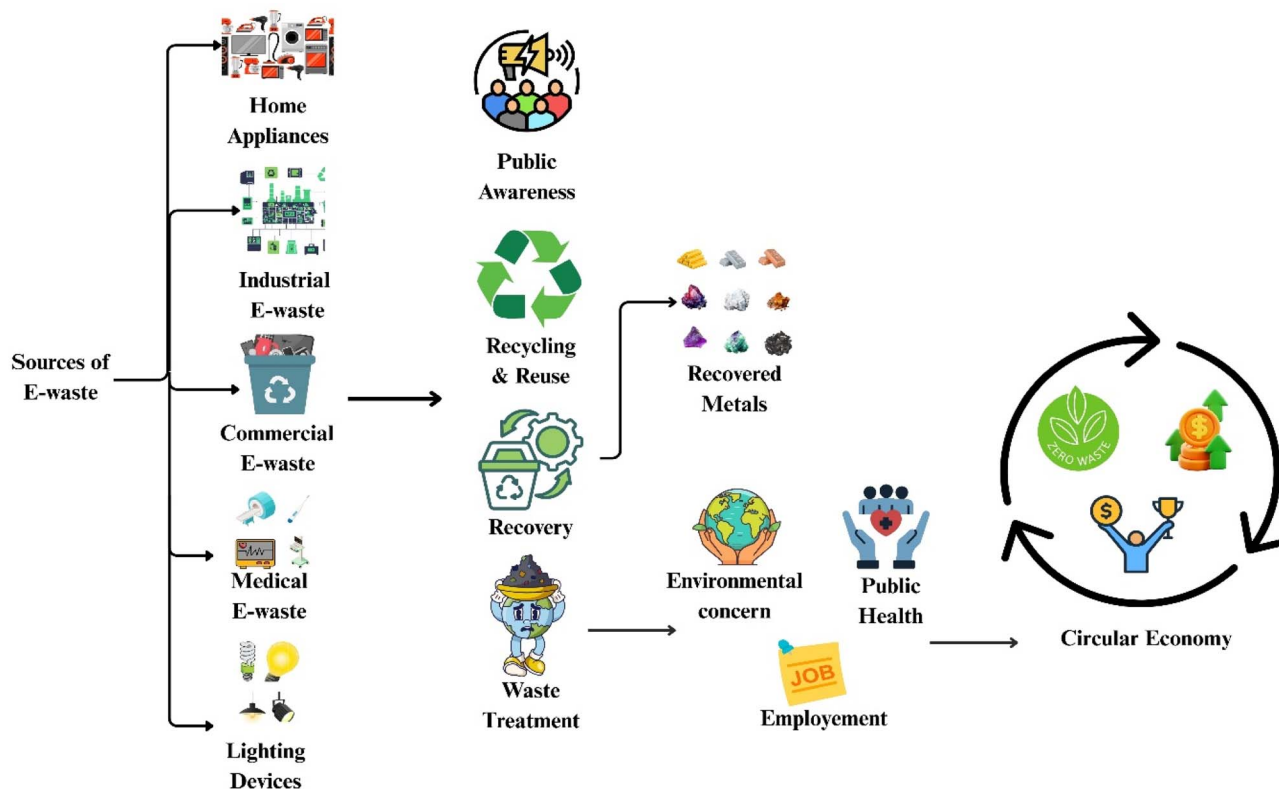 Sources of
E-waste
Home
Appliances
Industrial
E-waste
Commercial
E-waste
Medical
E-waste
Lighting
Devices
Public
Awareness
Recycling
& Reuse
Recovery
Waste
Treatment
Recovered
Metals
Environmental
concern
Public
Health
JOB
Employement
ZERO WASTE
$
$
Circular Economy